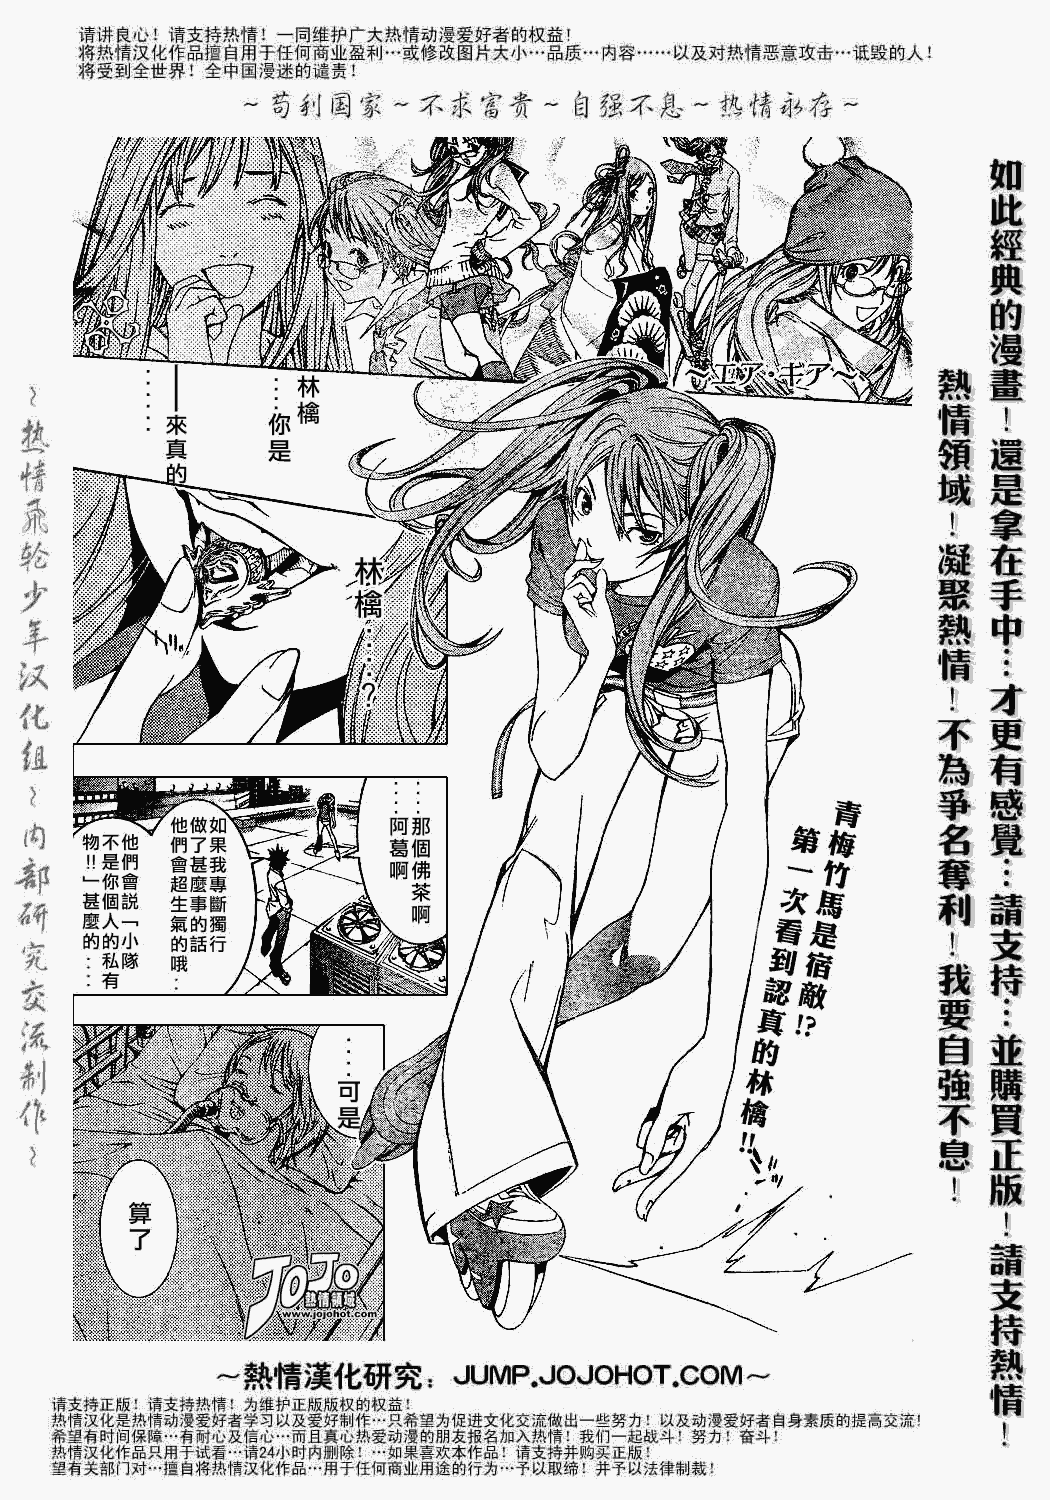 请讲良心！请支持热情！一同维护广大热情动漫爱好者的权益！
将热情汉化作品擅自用于任何商业盈利…或修改图片大小…品质…内容……以及对热情恶意攻击…诋毁的人！
将受到全世界！全中国漫迷的谴责！
～苟利国家～不求富贵～自强不息～热情永存～
如此經典的漫畫！還是拿在手中…才更有感覺…請支持…並購買正版！請支持熱情！
熱情領域！凝聚熱情！不為爭名奪利！我要自強不息！
～热情飛轮少年汉化组～内部研究交流制作～
～エア・ギア～
林檎
…你是
——來真的
……
林檎……?
……那個佛茶啊
……阿葛啊
如果我專斷獨行
做了甚麼事的話
他們會超生氣的哦..
他們會説「小隊
不是你個人的私有
物!!」甚麼的...
青梅竹馬是宿敵!?
第一次看到認真的林檎!!
....可是
算了
JOJO
熱情領域
www.jojohot.com
～熱情漢化研究：JUMP.JOJOHOT.COM～
请支持正版！请支持热情！为维护正版版权的权益！
热情汉化是热情动漫爱好者学习以及爱好制作…只希望为促进文化交流做出一些努力！以及动漫爱好者自身素质的提高交流！
希望有时间保障…有耐心及信心…而且真心热爱动漫的朋友报名加入热情！我们一起战斗！努力！奋斗！
热情汉化作品只用于试看…请24小时内删除！…如果喜欢本作品！请支持并购买正版！
望有关部门对…擅自将热情汉化作品…用于任何商业用途的行为…予以取缔！并予以法律制裁！